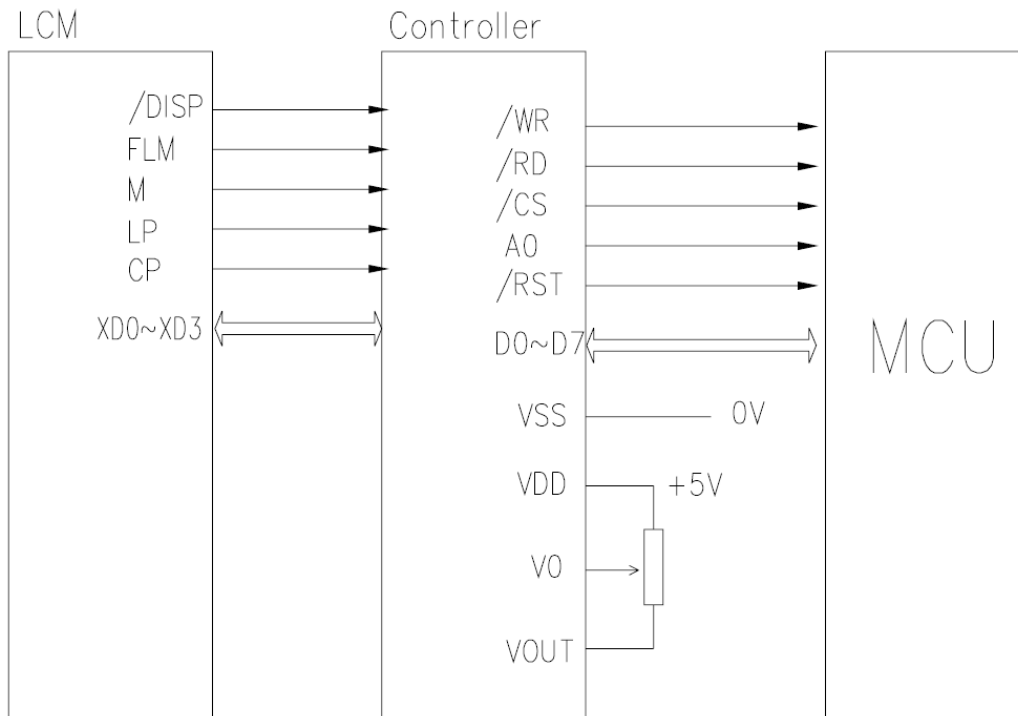 LCM
Controller
/DISP
FLM
M
LP
CP
XD0~XD3
/WR
/RD
/CS
A0
/RST
D0~D7
VSS
0V
VDD
+5V
V0
VOUT
MCU